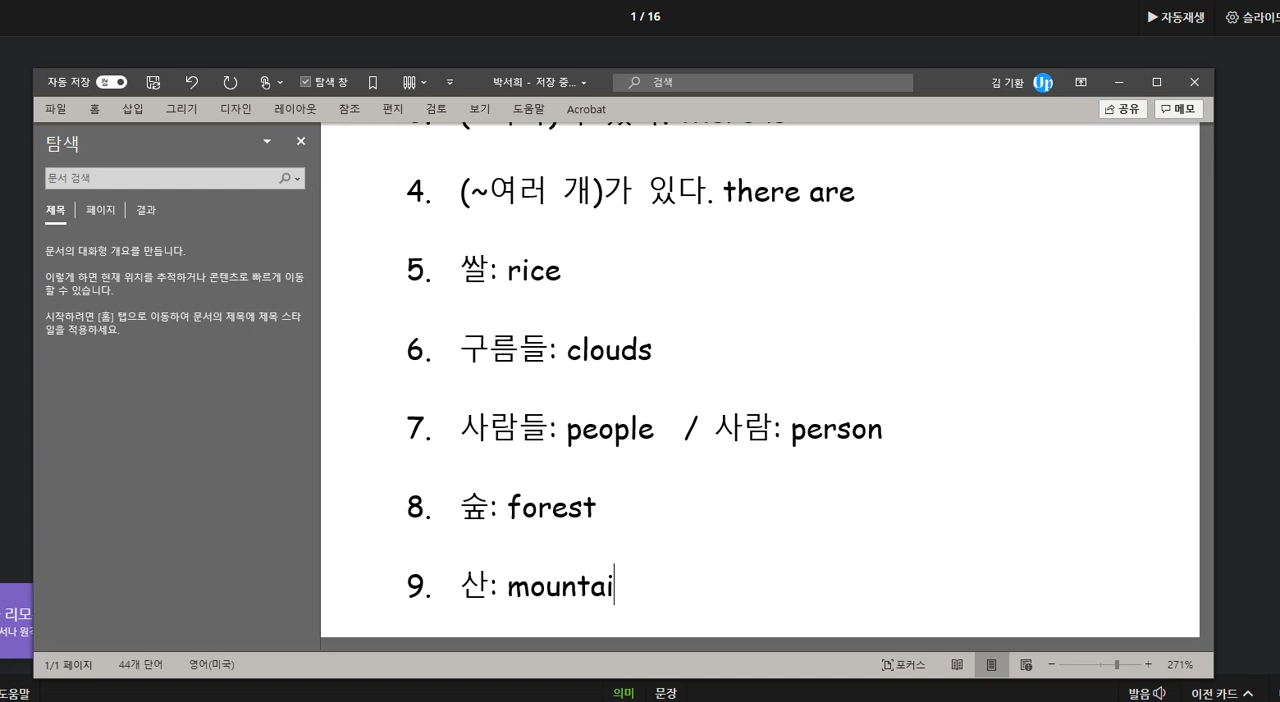 1 / 16
▶ 자동재생 슬라이드
자동 저장 컴 탐색 창 박서희 - 저장 중... 검색 김 기환 Up
파일 홈 삽입 그리기 디자인 레이아웃 참조 편지 검토 보기 도움말 Acrobat 공유 메모
탐색
문서 검색
제목 페이지 결과
문서의 대화형 개요를 만듭니다.
이렇게 하면 현재 위치를 추적하거나 콘텐츠로 빠르게 이동
할 수 있습니다.
시작하려면 [홈] 탭으로 이동하여 문서의 제목에 제목 스타
일을 적용하세요.
4. (~여러 개)가 있다. there are
5. 쌀: rice
6. 구름들: clouds
7. 사람들: people / 사람: person
8. 숲: forest
9. 산: mountai
리모
서나 원격
1/1 페이지 44개 단어 영어(미국) 포커스 271%
도움말 의미 문장 발음 이전 카드